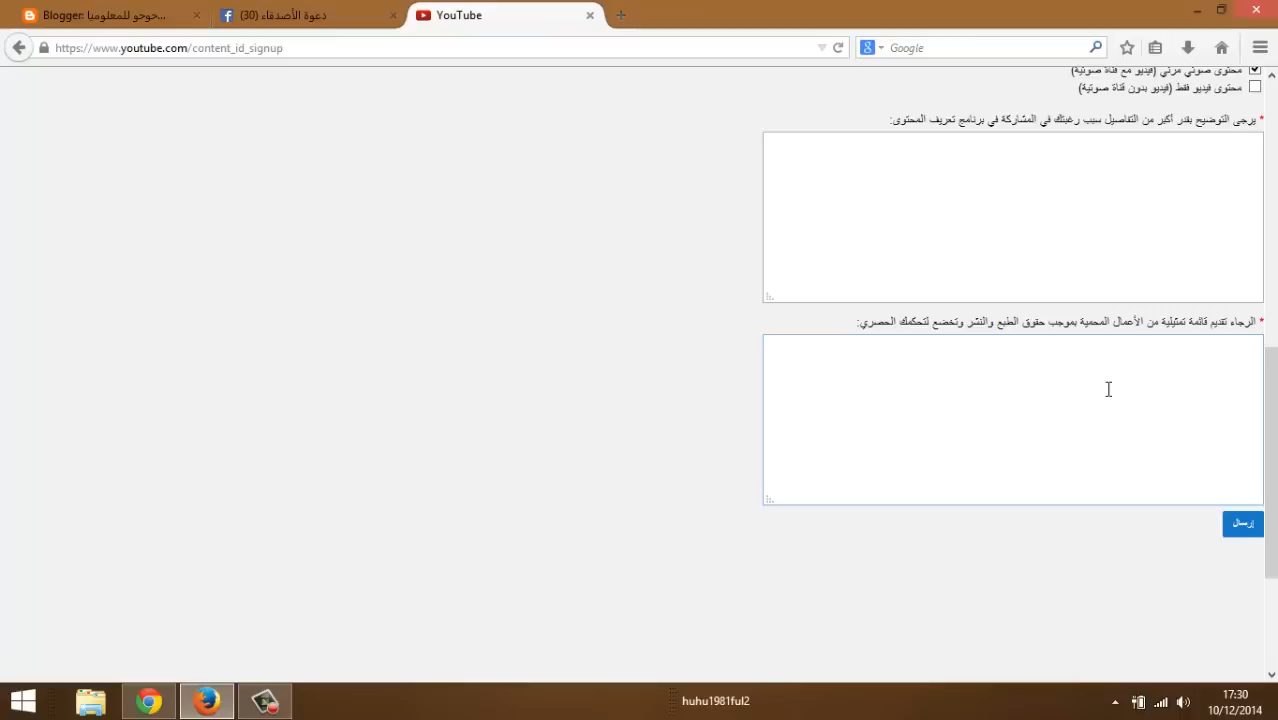 Blogger: حوحو للمعلوميا...
دعوة الأصدقاء (30)
YouTube
https://www.youtube.com/content_id_signup
Google
محتوى صوتي مرئي (فيديو مع قناة صوتية)
محتوى فيديو فقط (فيديو بدون قناة صوتية)
* يرجى التوضيح بقدر أكبر من التفاصيل سبب رغبتك في المشاركة في برنامج تعريف المحتوى:
* الرجاء تقديم قائمة تمثيلية من الأعمال المحمية بموجب حقوق الطبع والنشر وتخضع لتحكمك الحصري:
إرسال
huhu1981ful2
17:30
10/12/2014